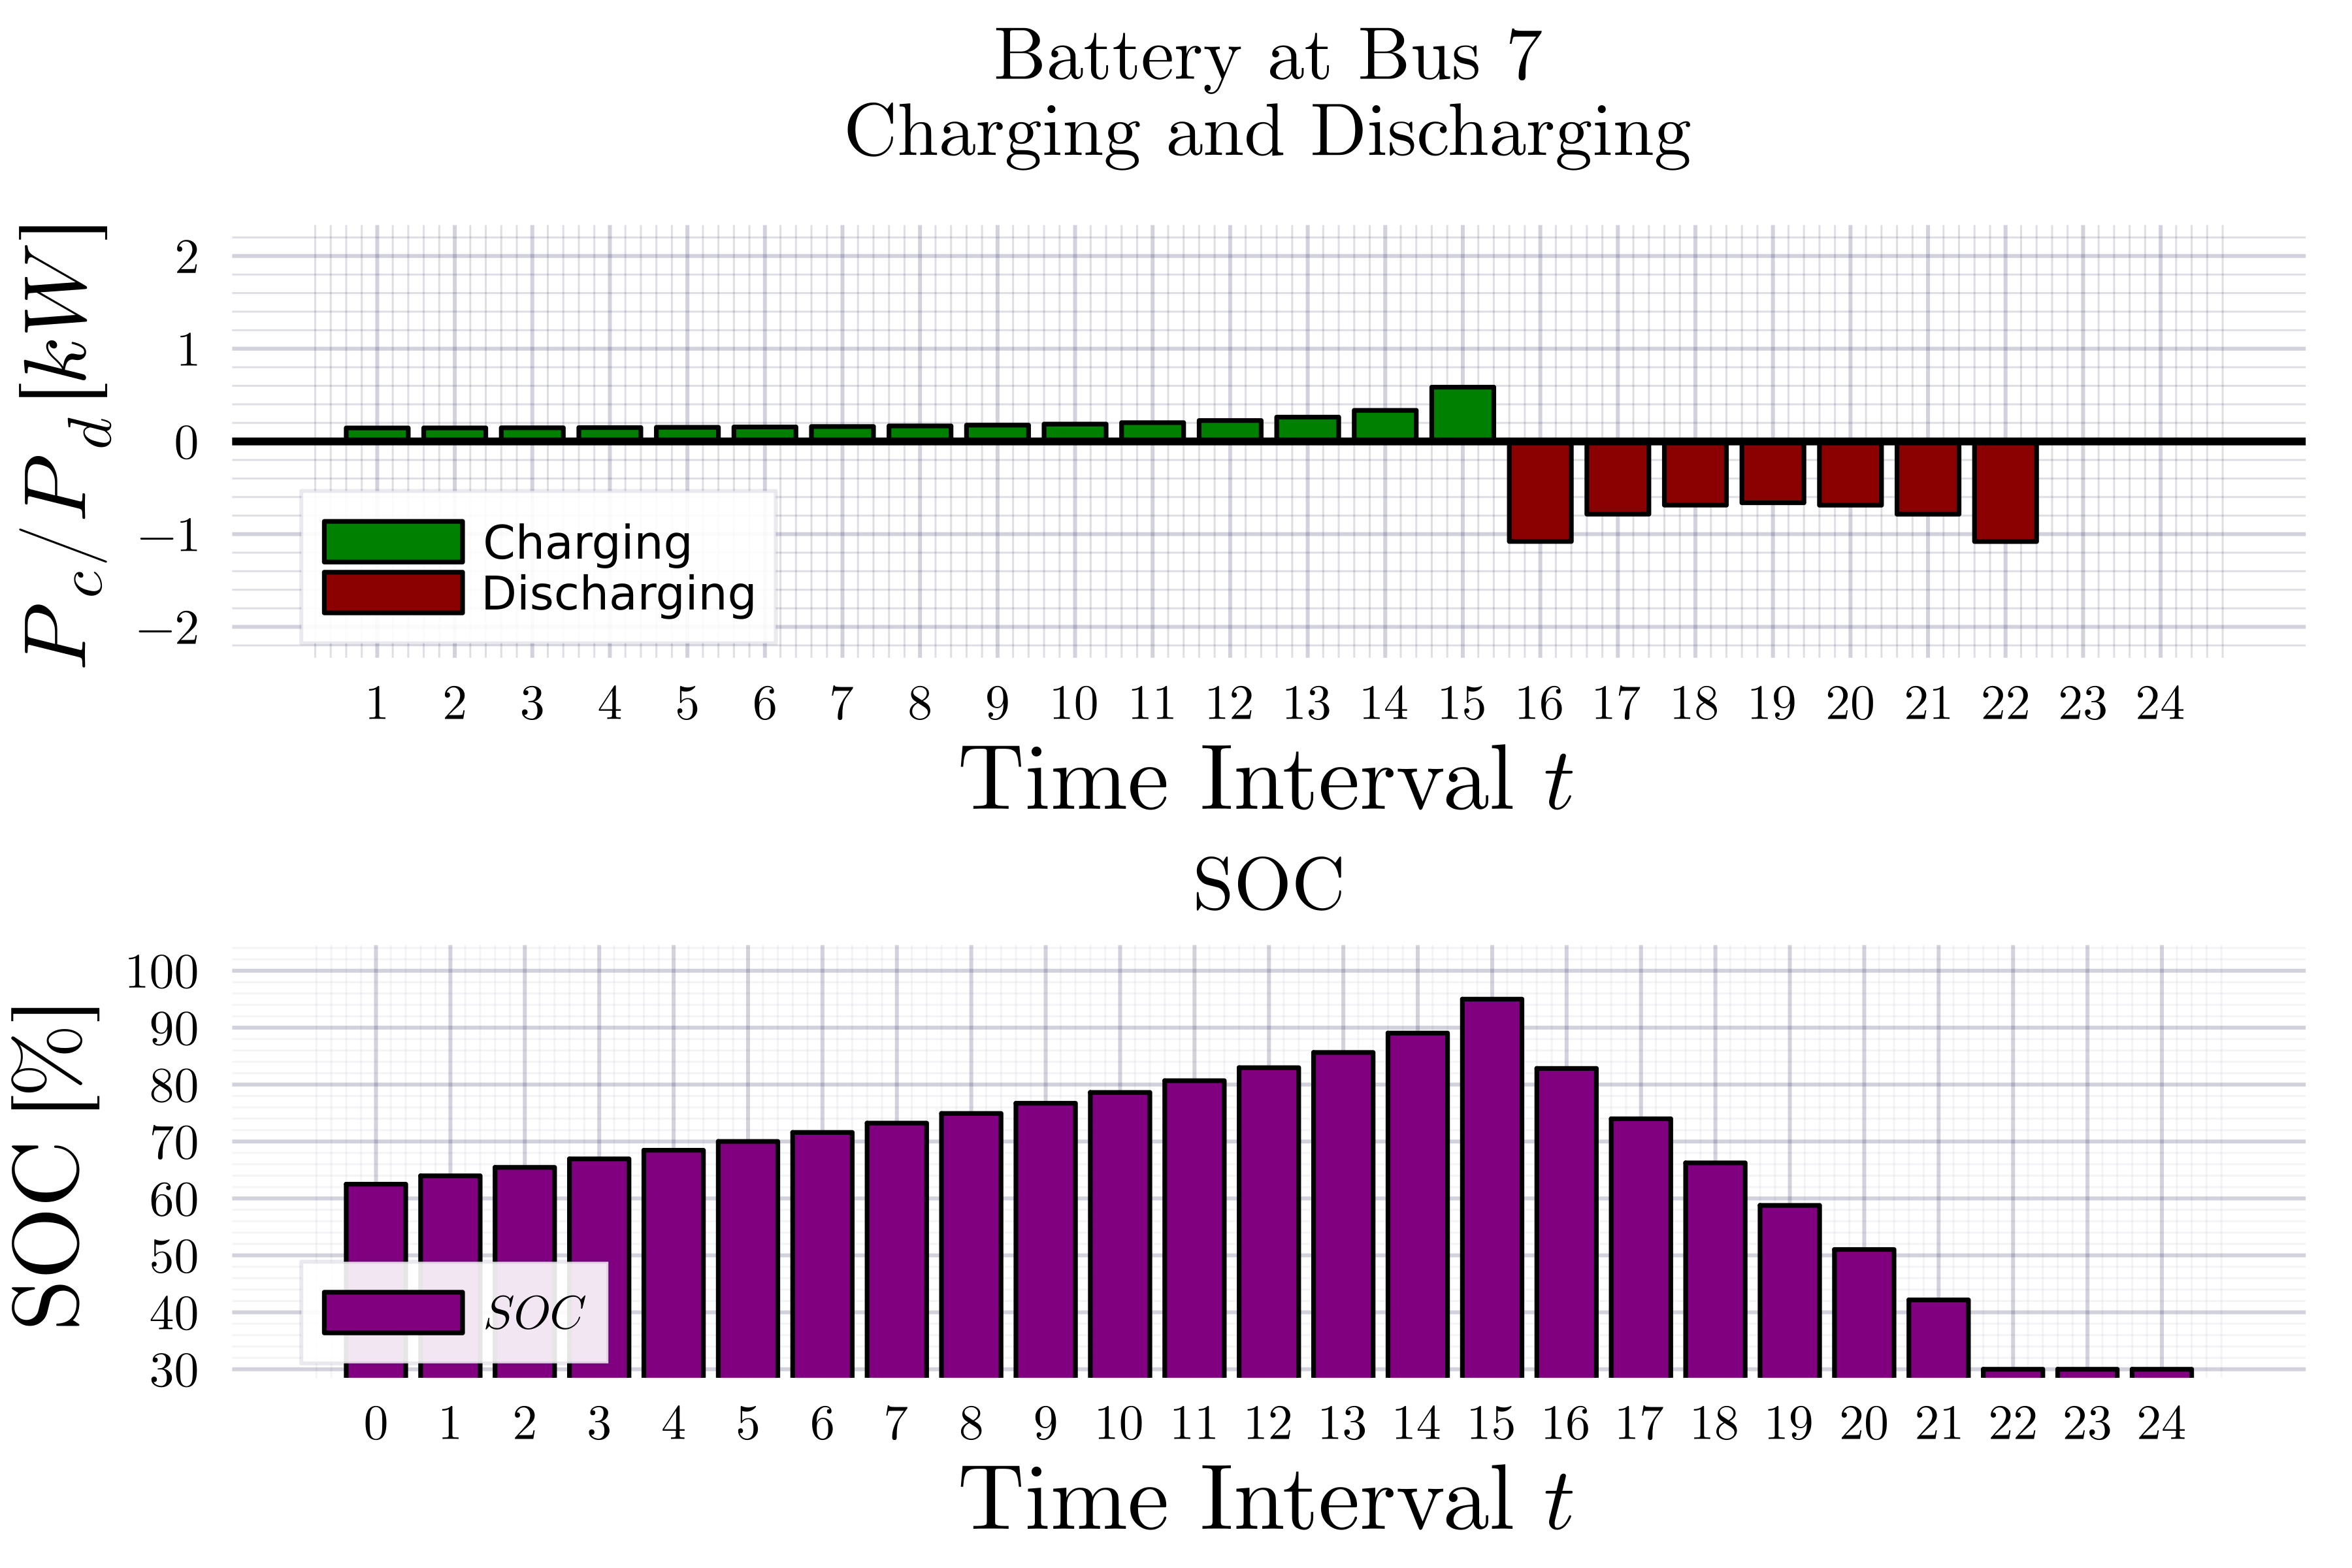 Battery at Bus 7
Charging and Discharging
P_c/P_d [kW]
2
1
0
−1
−2
Charging
Discharging
1 2 3 4 5 6 7 8 9 10 11 12 13 14 15 16 17 18 19 20 21 22 23 24
Time Interval t
SOC
SOC [%]
100
90
80
70
60
50
40
30
SOC
0 1 2 3 4 5 6 7 8 9 10 11 12 13 14 15 16 17 18 19 20 21 22 23 24
Time Interval t